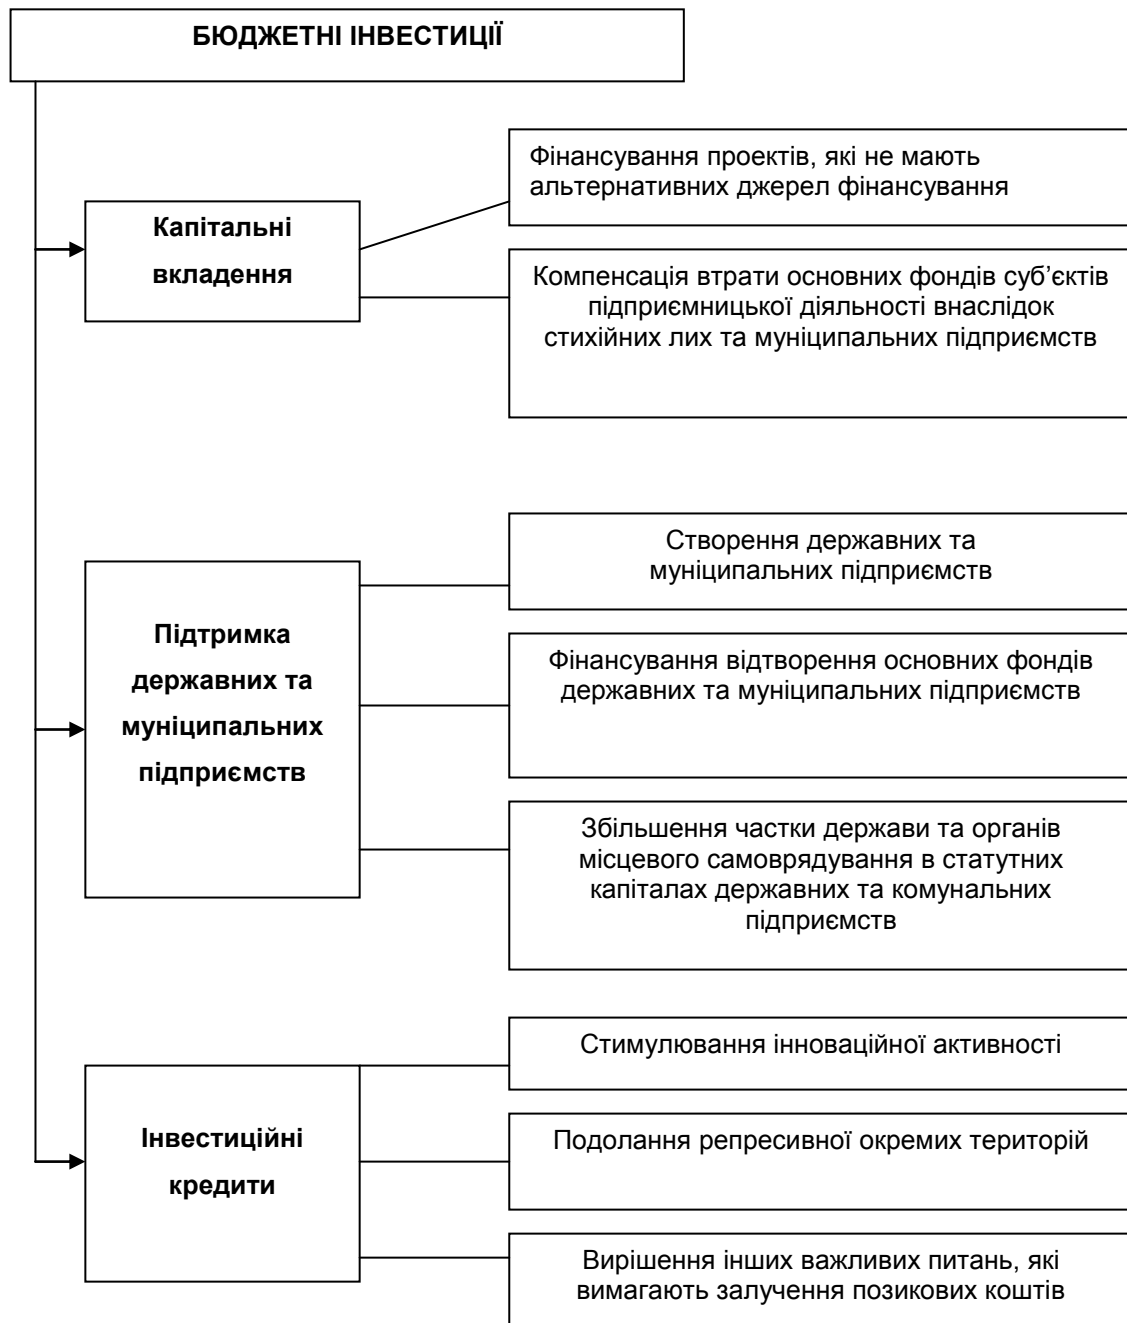 БЮДЖЕТНІ ІНВЕСТИЦІЇ
Капітальні
вкладення
Фінансування проектів, які не мають
альтернативних джерел фінансування
Компенсація втрати основних фондів суб’єктів
підприємницької діяльності внаслідок
стихійних лих та муніципальних підприємств
Підтримка
державних та
муніципальних
підприємств
Створення державних та
муніципальних підприємств
Фінансування відтворення основних фондів
державних та муніципальних підприємств
Збільшення частки держави та органів
місцевого самоврядування в статутних
капіталах державних та комунальних
підприємств
Інвестиційні
кредити
Стимулювання інноваційної активності
Подолання репресивної окремих територій
Вирішення інших важливих питань, які
вимагають залучення позикових коштів